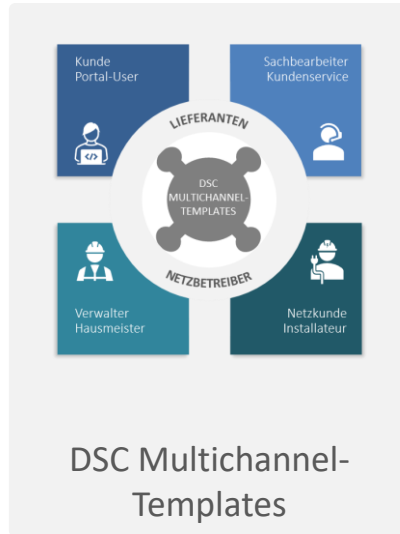 Kunde
Portal-User
Sachbearbeiter
Kundenservice
LIEFERANTEN
DSC
MULTICHANNEL-
TEMPLATES
NETZBETREIBER
Verwalter
Hausmeister
Netzkunde
Installateur
DSC Multichannel-
Templates